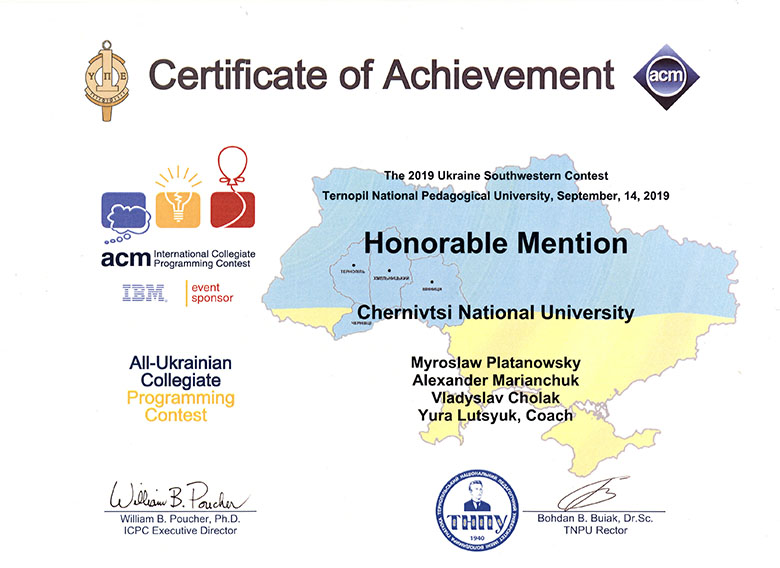 Certificate of Achievement
ΥΠΕ
acm
The 2019 Ukraine Southwestern Contest
Ternopil National Pedagogical University, September, 14, 2019
Honorable Mention
ТЕРНОПІЛЬ
ХМЕЛЬНИЦЬКИЙ
ВІННИЦЯ
ЧЕРНІВЦІ
Chernivtsi National University
acm International Collegiate
Programming Contest
IBM. event
sponsor
All-Ukrainian
Collegiate
Programming
Contest
Myroslaw Platanowsky
Alexander Marianchuk
Vladyslav Cholak
Yura Lutsyuk, Coach
William B. Poucher
William B. Poucher, Ph.D.
ICPC Executive Director
ТНПУ
1940
Bohdan B. Buiak, Dr.Sc.
TNPU Rector